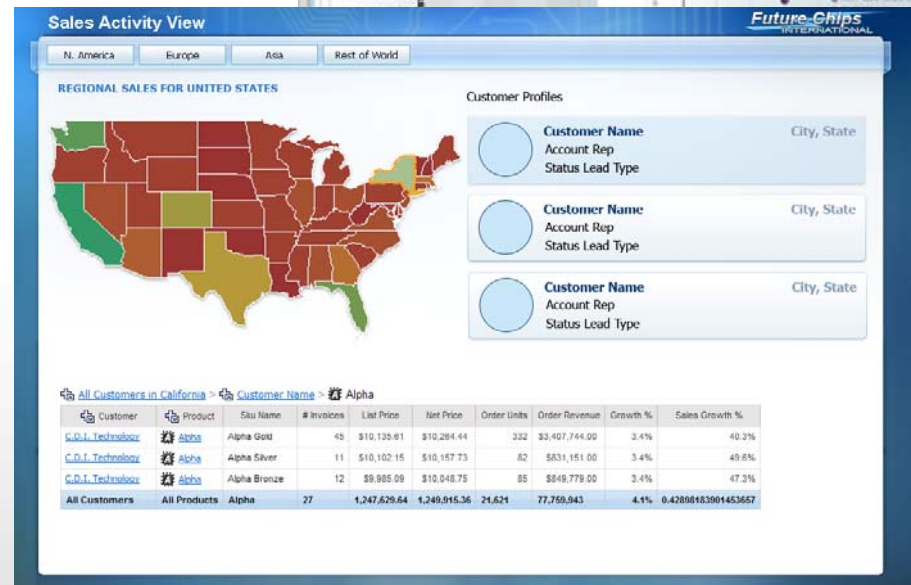 Sales Activity View
Future-Chips
INTERNATIONAL
N. America Europe Asia Rest of World
REGIONAL SALES FOR UNITED STATES
Customer Profiles
Customer Name City, State
Account Rep
Status Lead Type
Customer Name City, State
Account Rep
Status Lead Type
Customer Name City, State
Account Rep
Status Lead Type
All Customers in California > Customer Name > Alpha
Customer Product Sku Name # Invoices List Price Net Price Order Units Order Revenue Growth % Sales Growth %
C.D.I. Technology Alpha Alpha Gold 45 $10,135.61 $10,264.44 332 $3,407,744.00 3.4% 40.3%
C.D.I. Technology Alpha Alpha Silver 11 $10,102.15 $10,157.73 82 $831,151.00 3.4% 49.6%
C.D.I. Technology Alpha Alpha Bronze 12 $9,985.09 $10,048.75 85 $849,779.00 3.4% 47.3%
All Customers All Products Alpha 27 1,247,629.64 1,249,915.36 21,621 77,759,943 4.1% 0.42898183901453657